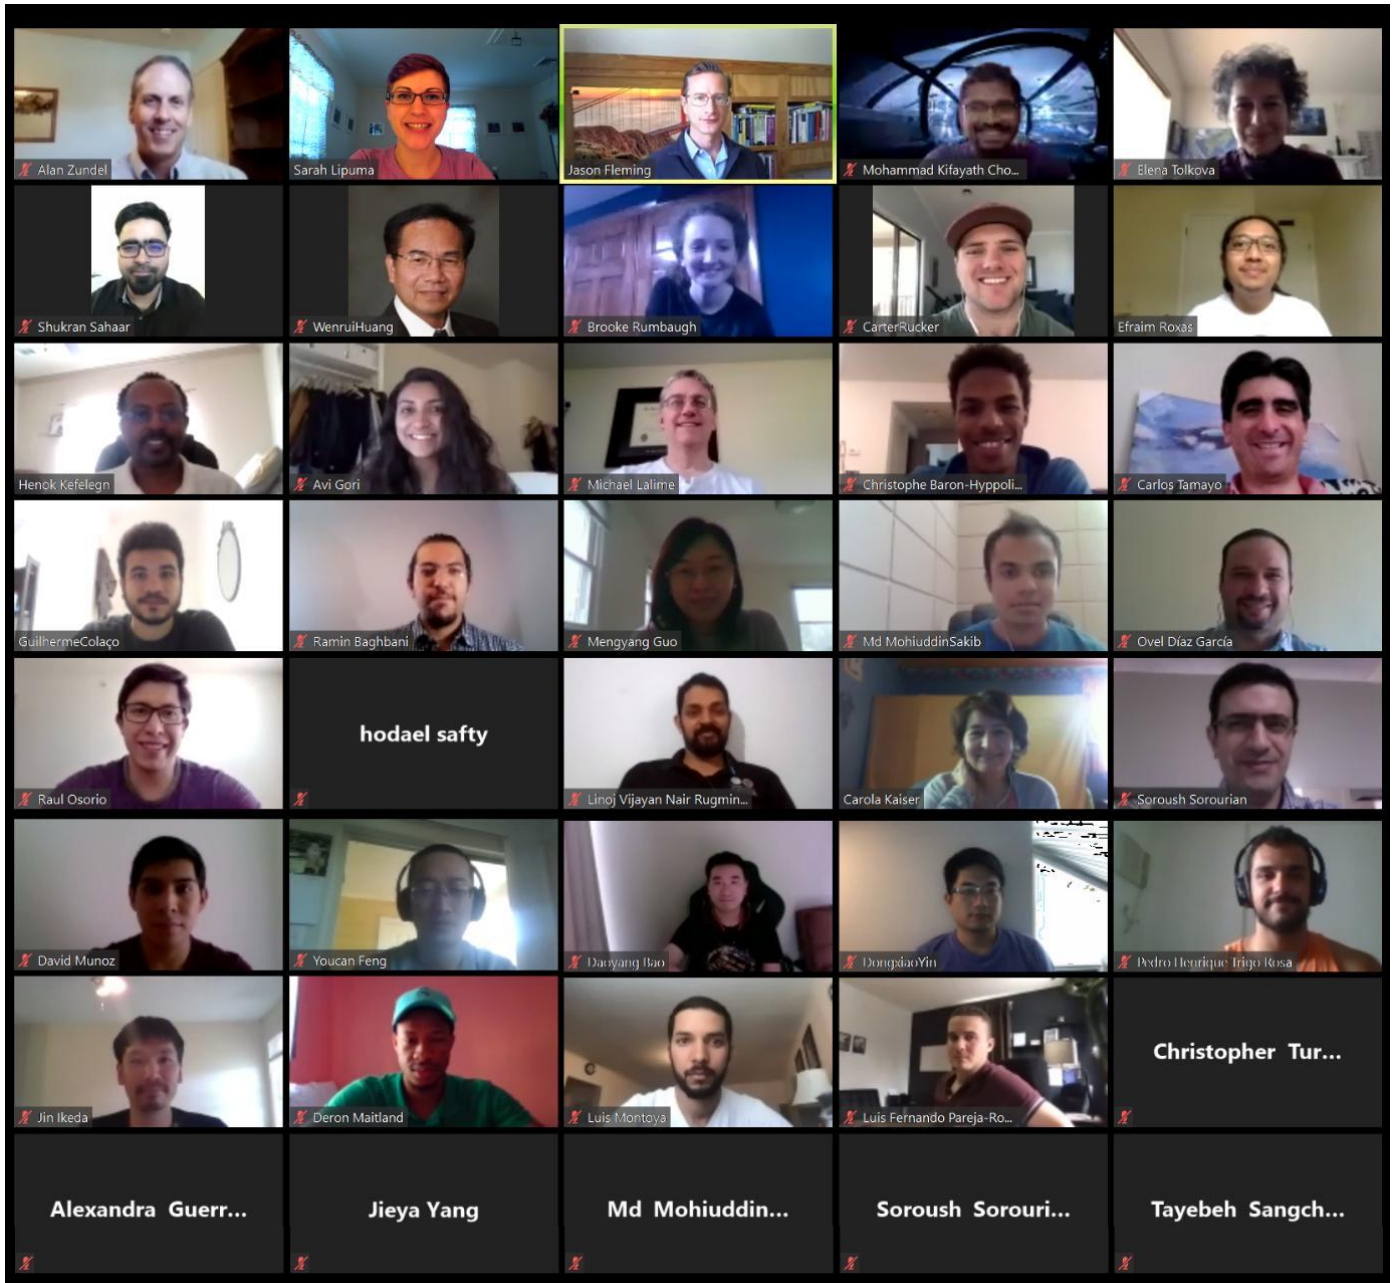 Alan Zundel
Sarah Lipuma
Jason Fleming
Mohammad Kifayath Cho...
Elena Tolkova
Shukran Sahaar
WenruiHuang
Brooke Rumbaugh
CarterRucker
Efraim Roxas
Henok Kefelegn
Avi Gori
Michael Lalime
Christophe Baron-Hyppoli...
Carlos Tamayo
GuilhermeColaço
Ramin Baghbani
Mengyang Guo
Md MohiuddinSakib
Ovel Díaz García
Raul Osorio
hodael safty
Linoj Vijayan Nair Rugmin...
Carola Kaiser
Soroush Sorourian
David Munoz
Youcan Feng
Daoyang Bao
DongxiaoYin
Pedro Henrique Trigo Rosa
Jin Ikeda
Deron Maitland
Luis Montoya
Luis Fernando Pareja-Ro...
Christopher Tur...
Alexandra Guerr...
Jieya Yang
Md Mohiuddin...
Soroush Sorouri...
Tayebeh Sangch...